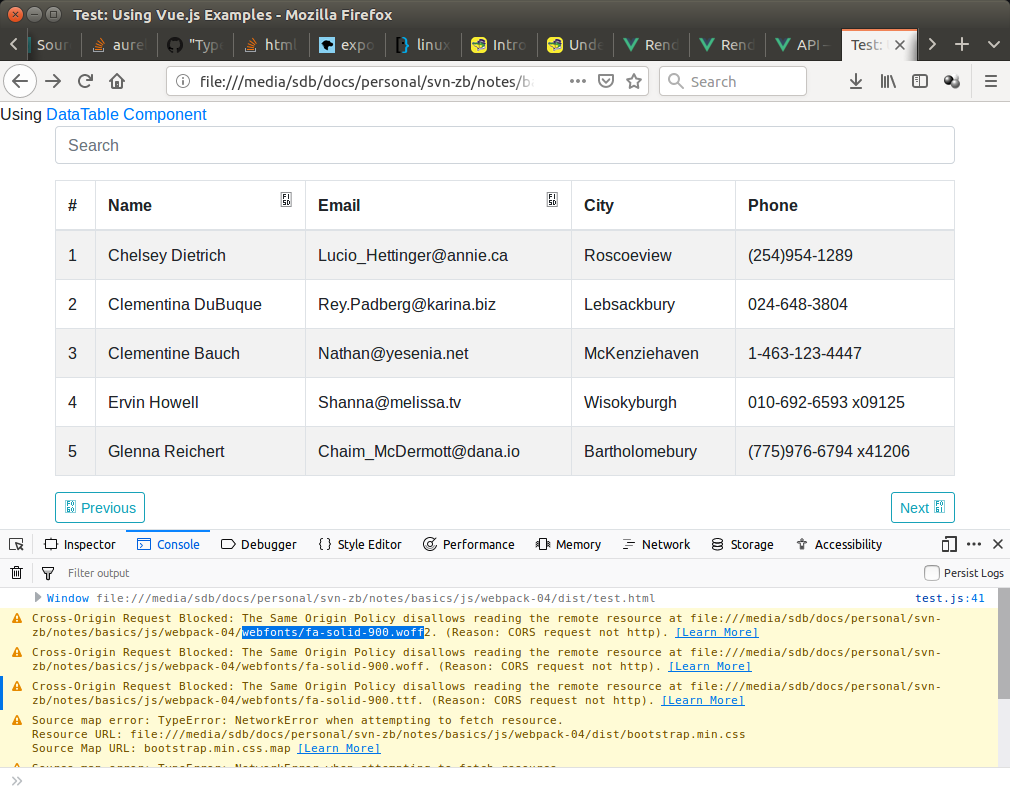 Test: Using Vue.js Examples - Mozilla Firefox
Sour aure "Type html expo linux Intro Unde Rend Rend API – Test:
file:///media/sdb/docs/personal/svn-zb/notes/ba Search
Using DataTable Component
Search
# Name Email City Phone
1 Chelsey Dietrich Lucio_Hettinger@annie.ca Roscoeview (254)954-1289
2 Clementina DuBuque Rey.Padberg@karina.biz Lebsackbury 024-648-3804
3 Clementine Bauch Nathan@yesenia.net McKenziehaven 1-463-123-4447
4 Ervin Howell Shanna@melissa.tv Wisokyburgh 010-692-6593 x09125
5 Glenna Reichert Chaim_McDermott@dana.io Bartholomebury (775)976-6794 x41206
Previous Next
Inspector Console Debugger Style Editor Performance Memory Network Storage Accessibility
Filter output Persist Logs
Window file:///media/sdb/docs/personal/svn-zb/notes/basics/js/webpack-04/dist/test.html test.js:41
Cross-Origin Request Blocked: The Same Origin Policy disallows reading the remote resource at file:///media/sdb/docs/personal/svn-
zb/notes/basics/js/webpack-04/webfonts/fa-solid-900.woff2. (Reason: CORS request not http). [Learn More]
Cross-Origin Request Blocked: The Same Origin Policy disallows reading the remote resource at file:///media/sdb/docs/personal/svn-
zb/notes/basics/js/webpack-04/webfonts/fa-solid-900.woff. (Reason: CORS request not http). [Learn More]
Cross-Origin Request Blocked: The Same Origin Policy disallows reading the remote resource at file:///media/sdb/docs/personal/svn-
zb/notes/basics/js/webpack-04/webfonts/fa-solid-900.ttf. (Reason: CORS request not http). [Learn More]
Source map error: TypeError: NetworkError when attempting to fetch resource.
Resource URL: file:///media/sdb/docs/personal/svn-zb/notes/basics/js/webpack-04/dist/bootstrap.min.css
Source Map URL: bootstrap.min.css.map [Learn More]
Source map error: TypeError: NetworkError when attempting to fetch resource.